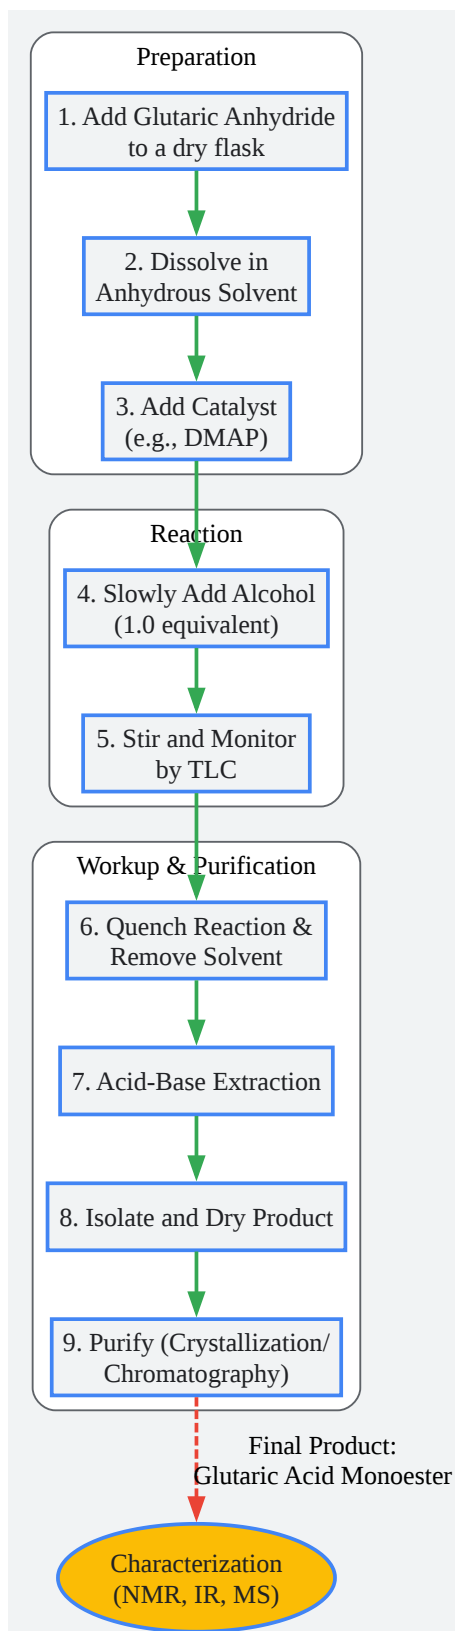 Preparation
1. Add Glutaric Anhydride
to a dry flask
2. Dissolve in
Anhydrous Solvent
3. Add Catalyst
(e.g., DMAP)
Reaction
4. Slowly Add Alcohol
(1.0 equivalent)
5. Stir and Monitor
by TLC
Workup & Purification
6. Quench Reaction &
Remove Solvent
7. Acid-Base Extraction
8. Isolate and Dry Product
9. Purify (Crystallization/
Chromatography)
Final Product:
Glutaric Acid Monoester
Characterization
(NMR, IR, MS)